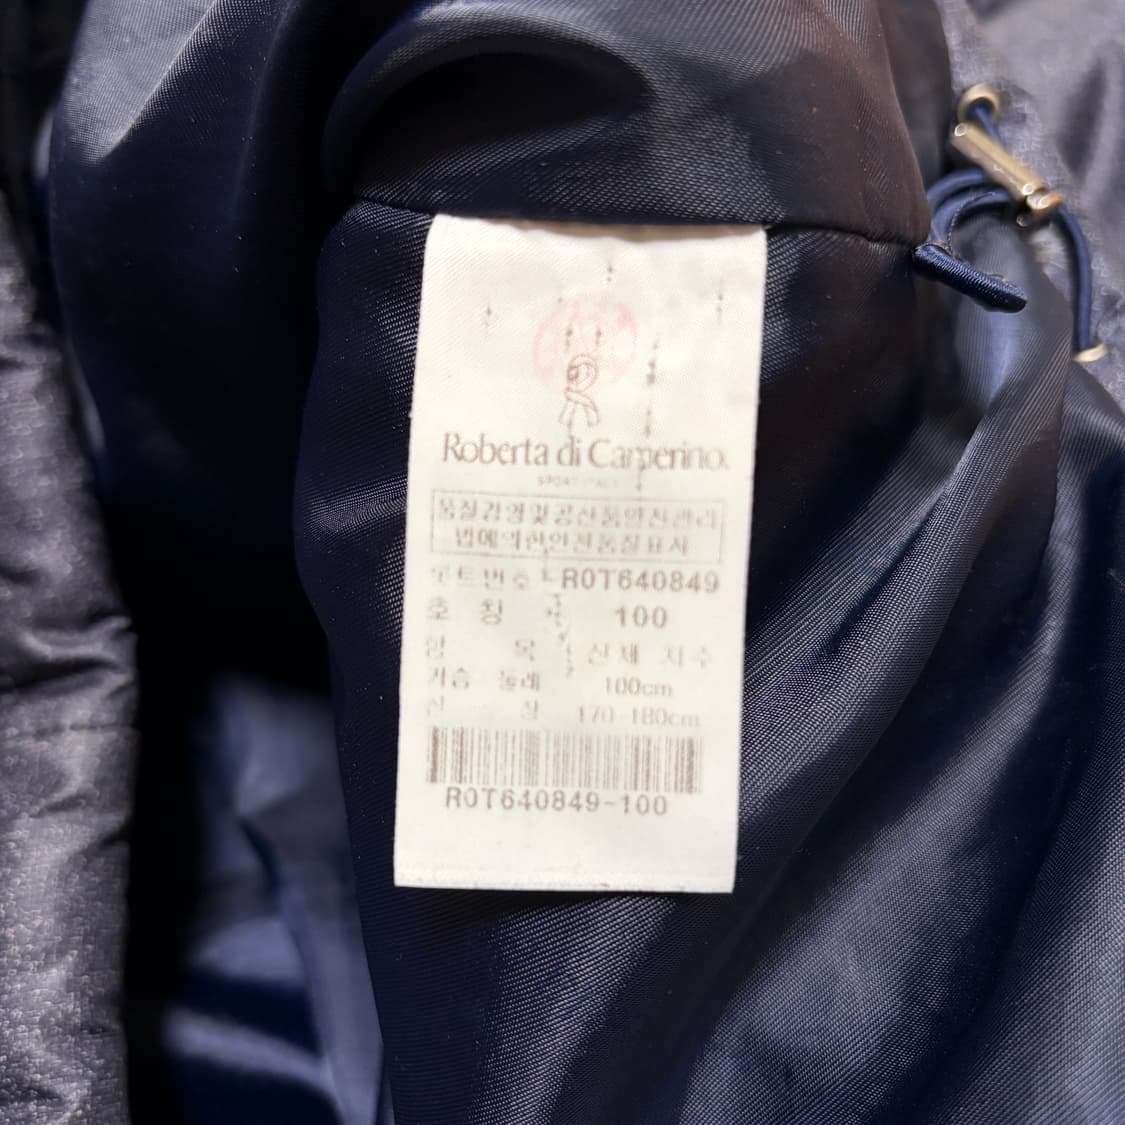 Roberta di Camerino.
SPORT ITALY
품질경영및공산품안전관리
법에의한안전품질표시
로트번호 : R0T640849
호 칭 : 100
항 목 신체 치수
가슴 둘레 100cm
신 장 170-180cm
R0T640849-100